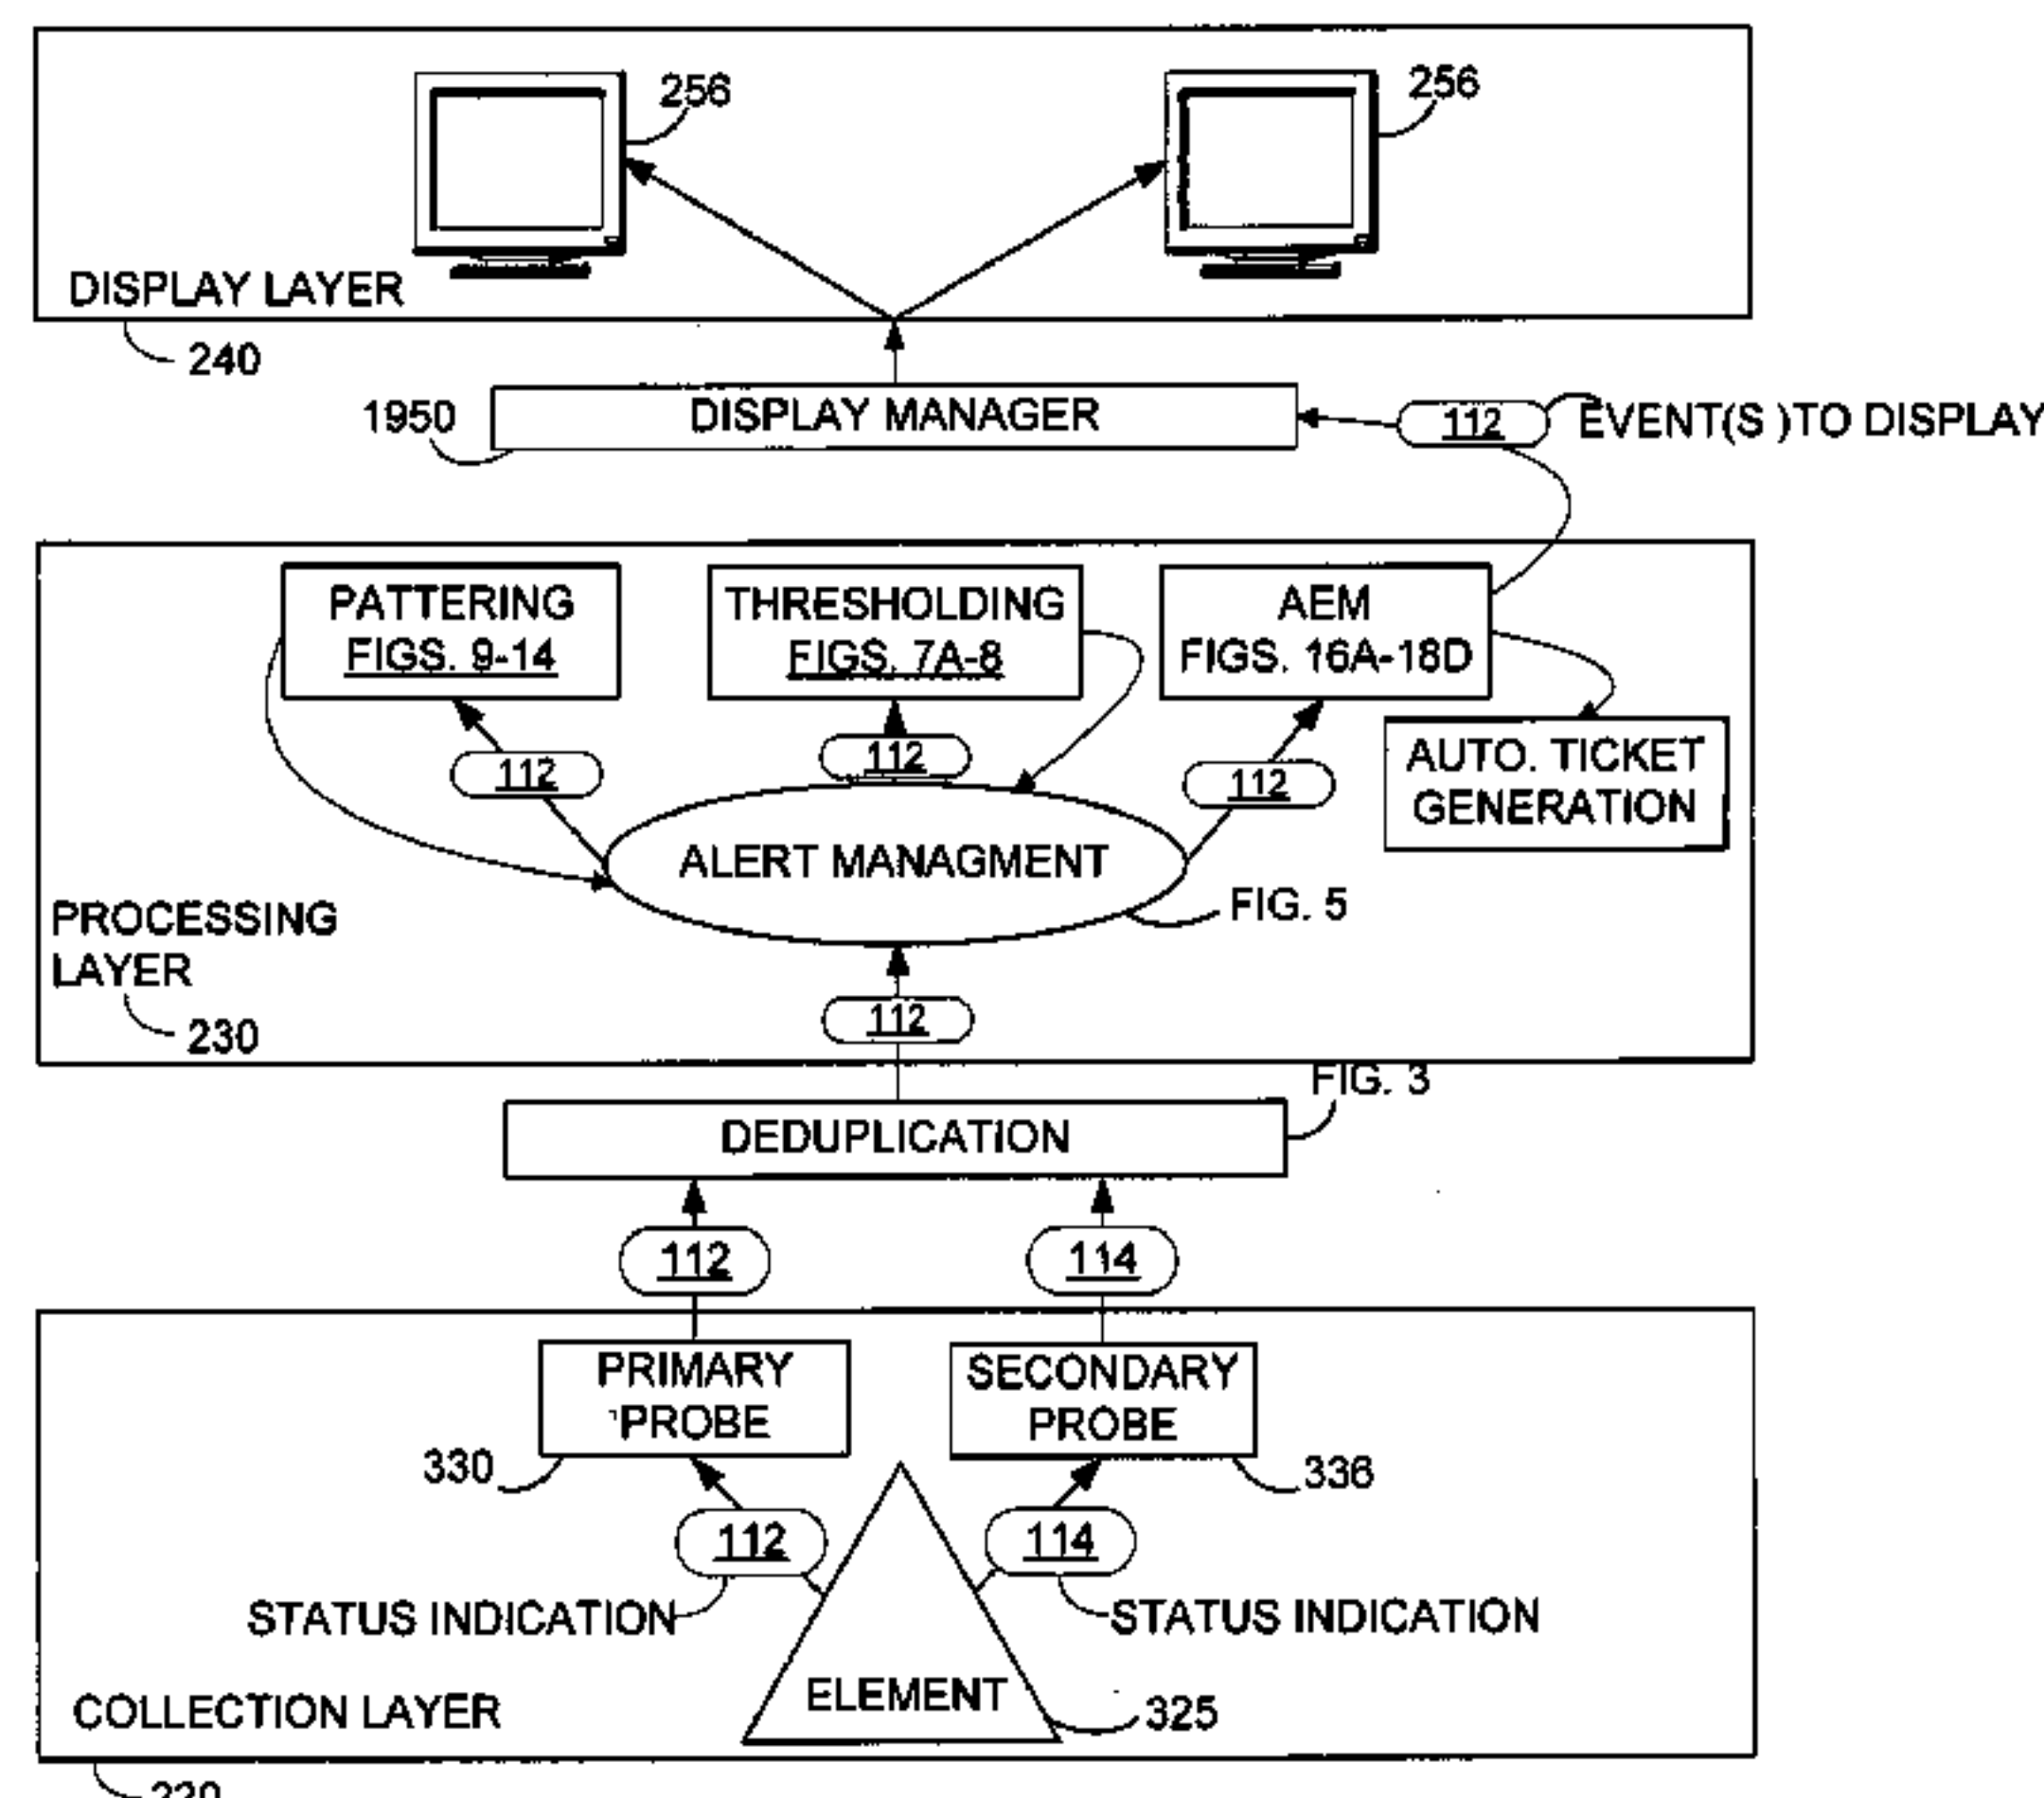 256
256
DISPLAY LAYER
240
1950
DISPLAY MANAGER
112
EVENT(S )TO DISPLAY
PATTERING
FIGS. 9-14
THRESHOLDING
FIGS. 7A-8
AEM
FIGS. 16A-18D
112
112
112
AUTO. TICKET
GENERATION
ALERT MANAGMENT
FIG. 5
PROCESSING
LAYER
230
112
FIG. 3
DEDUPLICATION
112
114
PRIMARY
PROBE
SECONDARY
PROBE
330
336
112
114
STATUS INDICATION
STATUS INDICATION
ELEMENT
325
COLLECTION LAYER